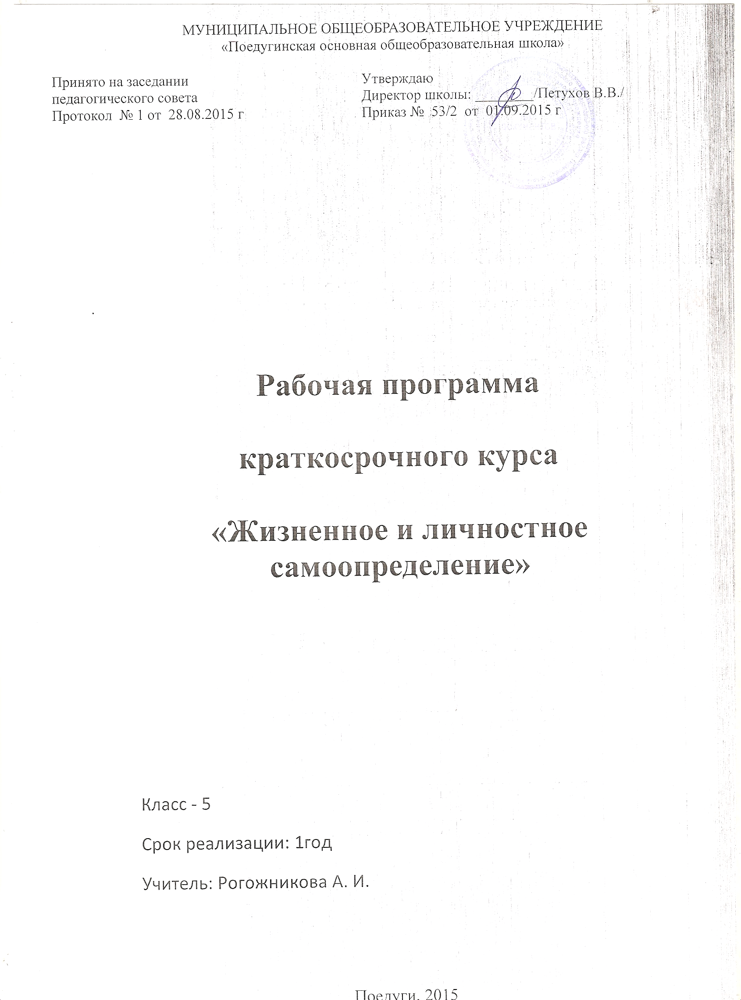 МУНИЦИПАЛЬНОЕ ОБЩЕОБРАЗОВАТЕЛЬНОЕ УЧРЕЖДЕНИЕ
«Поедугинская основная общеобразовательная школа»
Принято на заседании
педагогического совета
Протокол № 1 от 28.08.2015 г
Утверждаю
Директор школы: ________/Петухов В.В./
Приказ № 53/2 от 01.09.2015 г
Рабочая программа
краткосрочного курса
«Жизненное и личностное
самоопределение»
Класс - 5
Срок реализации: 1год
Учитель: Рогожникова А. И.
Поедуги, 2015